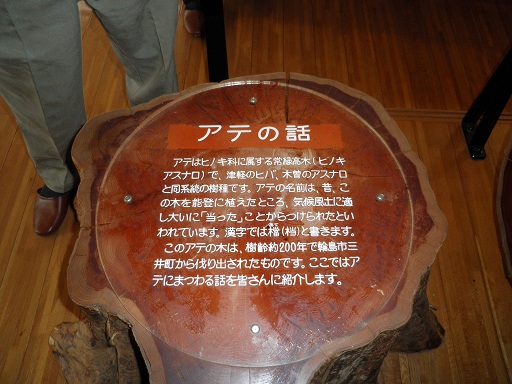 アテの話
アテはヒノキ科に属する常緑高木(ヒノキ
アスナロ)で、津軽のヒバ、木曽のアスナロ
と同系統の樹種です。アテの名前は、昔、こ
の木を能登に植えたところ、気候風土に適
し大いに「当った」ことからつけられたとい
われています。漢字では櫿(档)と書きます。
このアテの木は、樹齢約200年で輪島市三
井町から伐り出されたものです。ここではア
テにまつわる話を皆さんに紹介します。